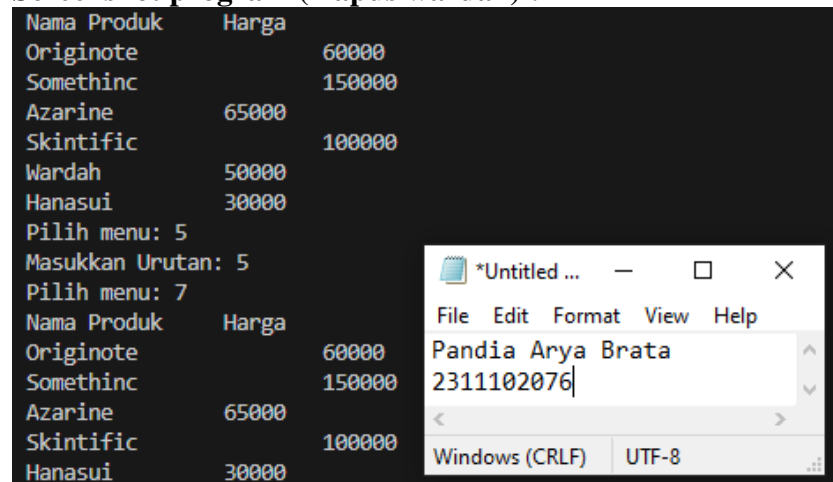 Nama Produk Harga
Originote 60000
Somethinc 150000
Azarine 65000
Skintific 100000
Wardah 50000
Hanasui 30000
Pilih menu: 5
Masukkan Urutan: 5
Pilih menu: 7
Nama Produk Harga
Originote 60000
Somethinc 150000
Azarine 65000
Skintific 100000
Hanasui 30000
*Untitled ...
File Edit Format View Help
Pandia Arya Brata
2311102076
Windows (CRLF) UTF-8